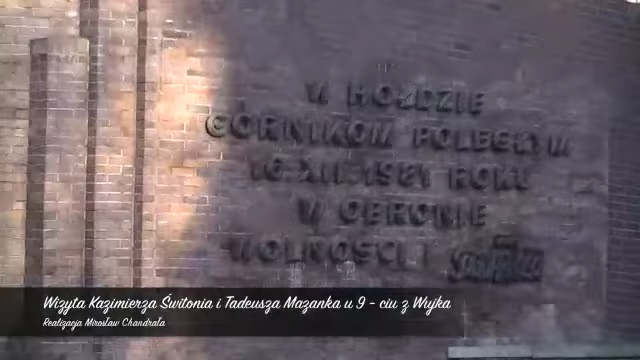 W HOŁDZIE
GÓRNIKOM POLEGŁYM
16.XII.1981 ROKU
W OBRONIE
WOLNOŚCI I Solidarność
Wizyta Kazimierza Świtonia i Tadeusza Mazanka u 9 - ciu z Wujka
Realizacja Mirosław Chandrała